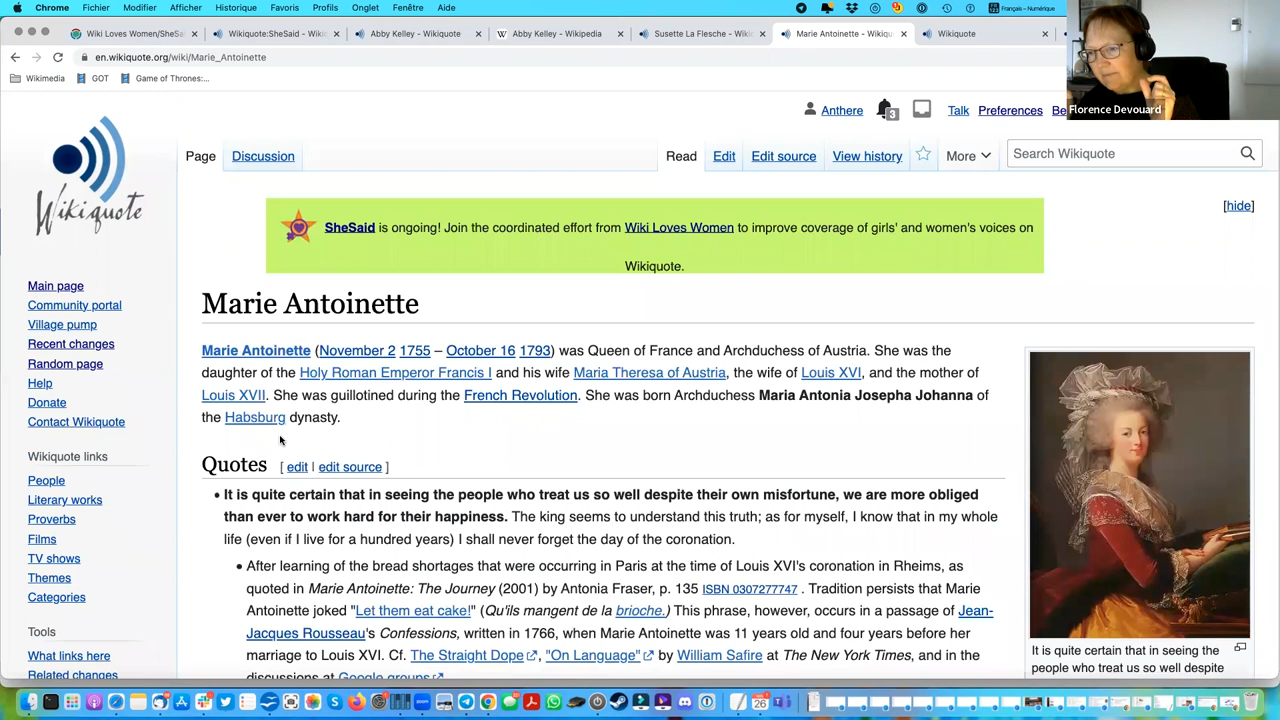 Chrome Fichier Modifier Afficher Historique Favoris Profils Onglet Fenêtre Aide Français – Numérique
Wiki Loves Women/SheSa Wikiquote:SheSaid - Wikiquo Abby Kelley - Wikiquote Abby Kelley - Wikipedia Susette La Flesche - Wikiq Marie Antoinette - Wikiquo Wikiquote
en.wikiquote.org/wiki/Marie_Antoinette
Wikimedia GOT Game of Thrones:...
Florence Devouard
Anthere 3 Talk Preferences Be
Page Discussion Read Edit Edit source View history More Search Wikiquote
Wikiquote
[hide]
SheSaid is ongoing! Join the coordinated effort from Wiki Loves Women to improve coverage of girls' and women's voices on
Wikiquote.
Main page
Community portal
Village pump
Recent changes
Random page
Help
Donate
Contact Wikiquote
Wikiquote links
People
Literary works
Proverbs
Films
TV shows
Themes
Categories
Tools
What links here
Related changes
Marie Antoinette
Marie Antoinette (November 2 1755 – October 16 1793) was Queen of France and Archduchess of Austria. She was the
daughter of the Holy Roman Emperor Francis I and his wife Maria Theresa of Austria, the wife of Louis XVI, and the mother of
Louis XVII. She was guillotined during the French Revolution. She was born Archduchess Maria Antonia Josepha Johanna of
the Habsburg dynasty.
Quotes [ edit | edit source ]
• It is quite certain that in seeing the people who treat us so well despite their own misfortune, we are more obliged
than ever to work hard for their happiness. The king seems to understand this truth; as for myself, I know that in my whole
life (even if I live for a hundred years) I shall never forget the day of the coronation.
• After learning of the bread shortages that were occurring in Paris at the time of Louis XVI's coronation in Rheims, as
quoted in Marie Antoinette: The Journey (2001) by Antonia Fraser, p. 135 ISBN 0307277747 . Tradition persists that Marie
Antoinette joked "Let them eat cake!" (Qu'ils mangent de la brioche.) This phrase, however, occurs in a passage of Jean-
Jacques Rousseau's Confessions, written in 1766, when Marie Antoinette was 11 years old and four years before her
marriage to Louis XVI. Cf. The Straight Dope, "On Language" by William Safire at The New York Times, and in the
discussions at Google groups.
It is quite certain that in seeing the
people who treat us so well despite
26